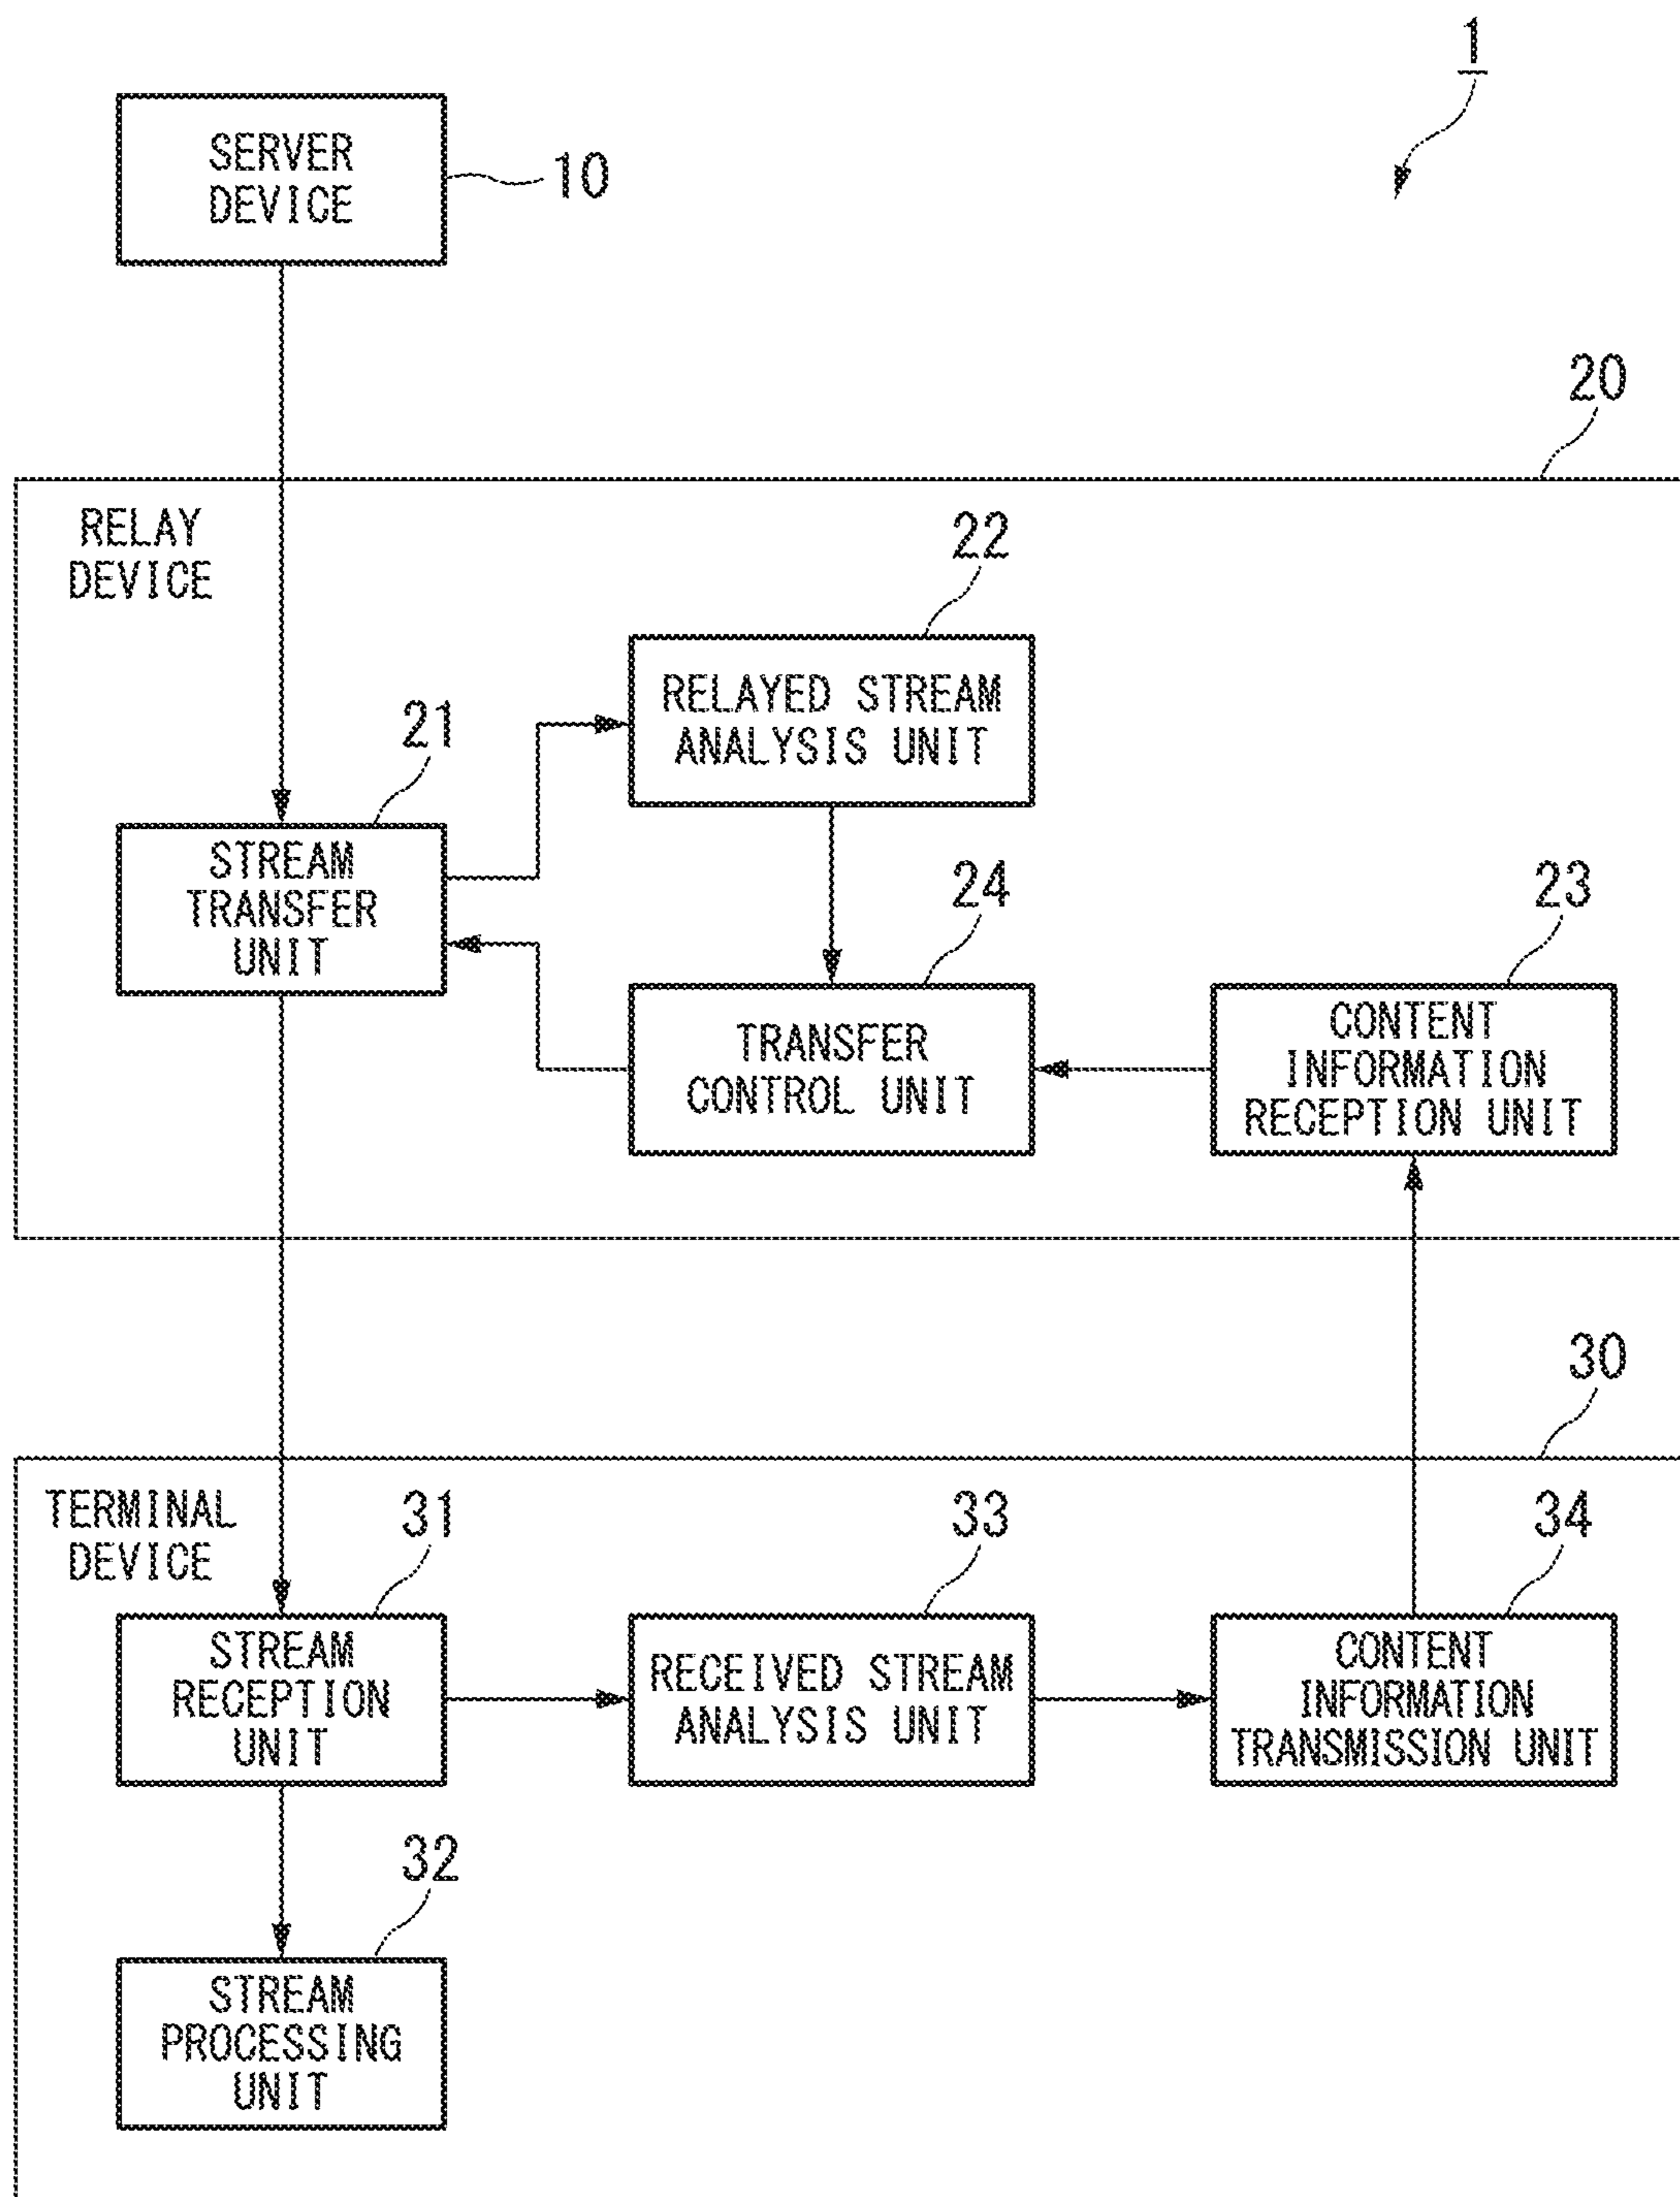 1
SERVER
DEVICE
10
20
RELAY
DEVICE
22
RELAYED STREAM
ANALYSIS UNIT
21
STREAM
TRANSFER
UNIT
24
TRANSFER
CONTROL UNIT
23
CONTENT
INFORMATION
RECEPTION UNIT
30
TERMINAL
DEVICE
31
STREAM
RECEPTION
UNIT
33
RECEIVED STREAM
ANALYSIS UNIT
34
CONTENT
INFORMATION
TRANSMISSION UNIT
32
STREAM
PROCESSING
UNIT